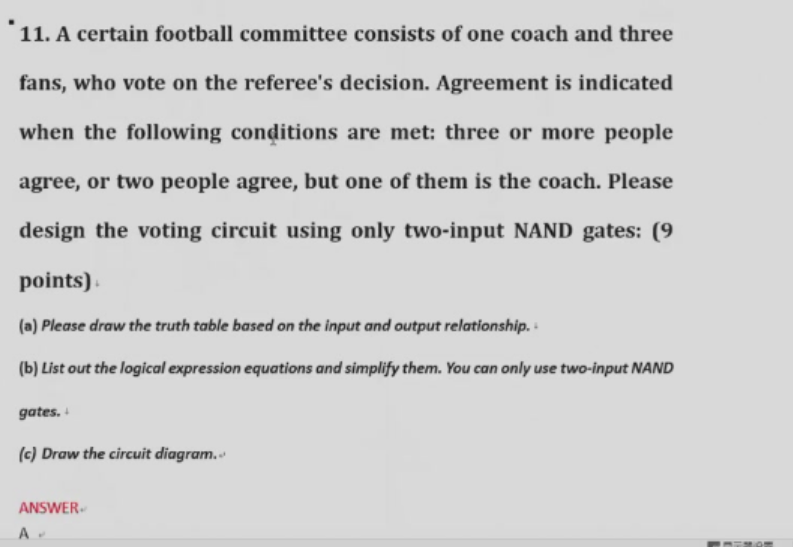 11. A certain football committee consists of one coach and three
fans, who vote on the referee's decision. Agreement is indicated
when the following conditions are met: three or more people
agree, or two people agree, but one of them is the coach. Please
design the voting circuit using only two-input NAND gates: (9
points)
(a) Please draw the truth table based on the input and output relationship.
(b) List out the logical expression equations and simplify them. You can only use two-input NAND
gates.
(c) Draw the circuit diagram.
ANSWER
A